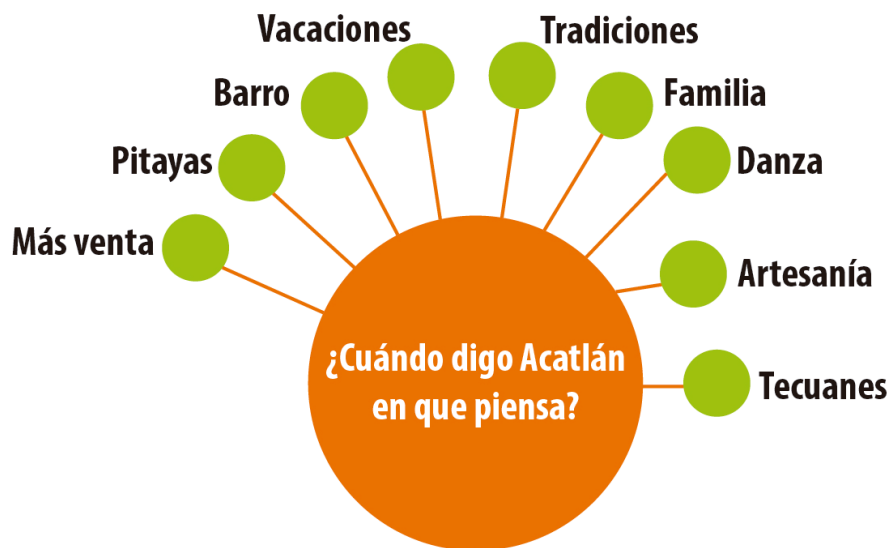 Vacaciones
Tradiciones
Barro
Familia
Pitayas
Danza
Más venta
Artesanía
¿Cuándo digo Acatlán
en que piensa?
Tecuanes